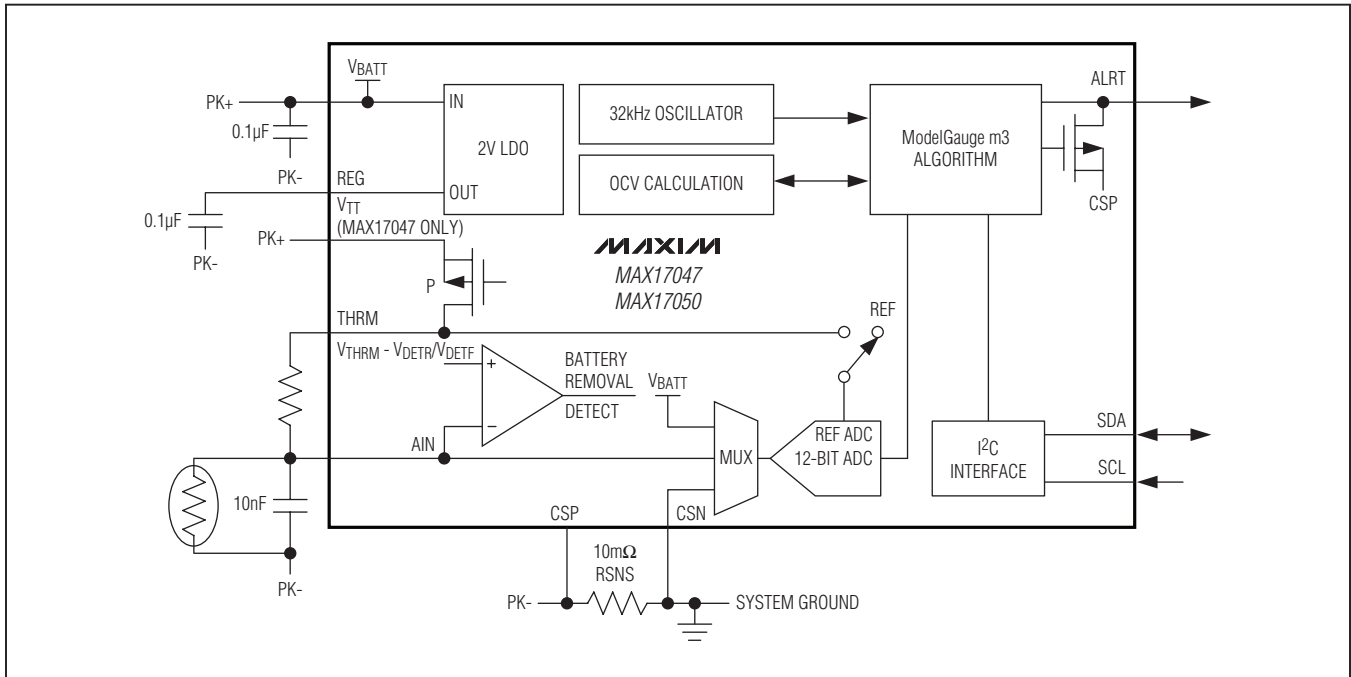 VBATT
PK+
0.1µF
PK-
IN
2V LDO
OUT
REG
VTT
(MAX17047 ONLY)
0.1µF
PK-
PK+
P
32kHz OSCILLATOR
OCV CALCULATION
ModelGauge m3
ALGORITHM
ALRT
CSP
MAXIM
MAX17047
MAX17050
THRM
VTHRM - VDETR/VDETF
+
−
BATTERY
REMOVAL
DETECT
VBATT
REF
AIN
MUX
REF ADC
12-BIT ADC
I2C
INTERFACE
SDA
SCL
10nF
PK-
CSP
CSN
10mΩ
RSNS
PK-
SYSTEM GROUND